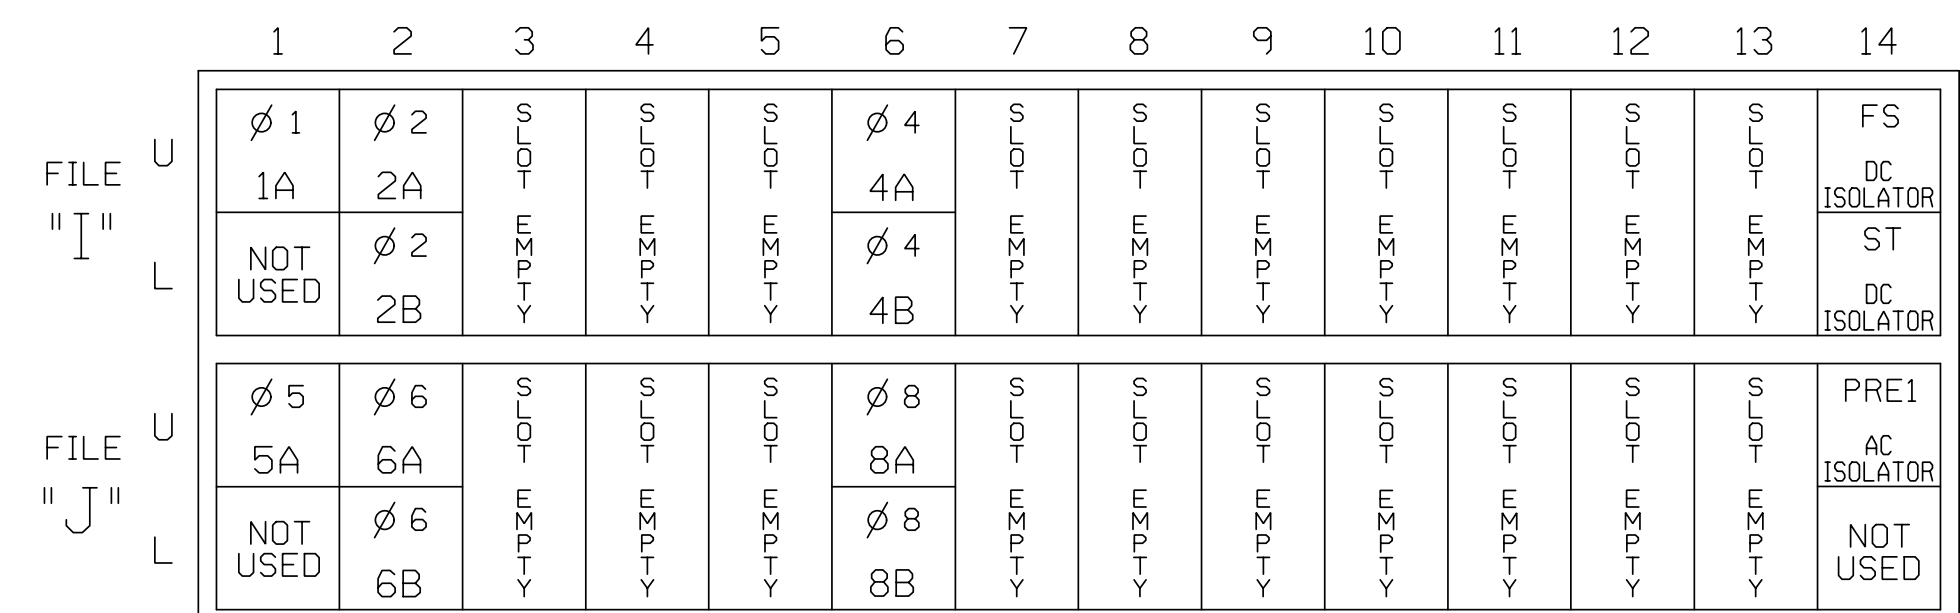 1 2 3 4 5 6 7 8 9 10 11 12 13 14
FILE "I"
U
L
Ø 1
1A
Ø 2
2A
SLOT EMPTY
SLOT EMPTY
SLOT EMPTY
Ø 4
4A
SLOT EMPTY
SLOT EMPTY
SLOT EMPTY
SLOT EMPTY
SLOT EMPTY
SLOT EMPTY
SLOT EMPTY
FS
DC
ISOLATOR
NOT
USED
Ø 2
2B
Ø 4
4B
ST
DC
ISOLATOR
FILE "J"
U
L
Ø 5
5A
Ø 6
6A
SLOT EMPTY
SLOT EMPTY
SLOT EMPTY
Ø 8
8A
SLOT EMPTY
SLOT EMPTY
SLOT EMPTY
SLOT EMPTY
SLOT EMPTY
SLOT EMPTY
SLOT EMPTY
PRE1
AC
ISOLATOR
NOT
USED
Ø 6
6B
Ø 8
8B
NOT
USED